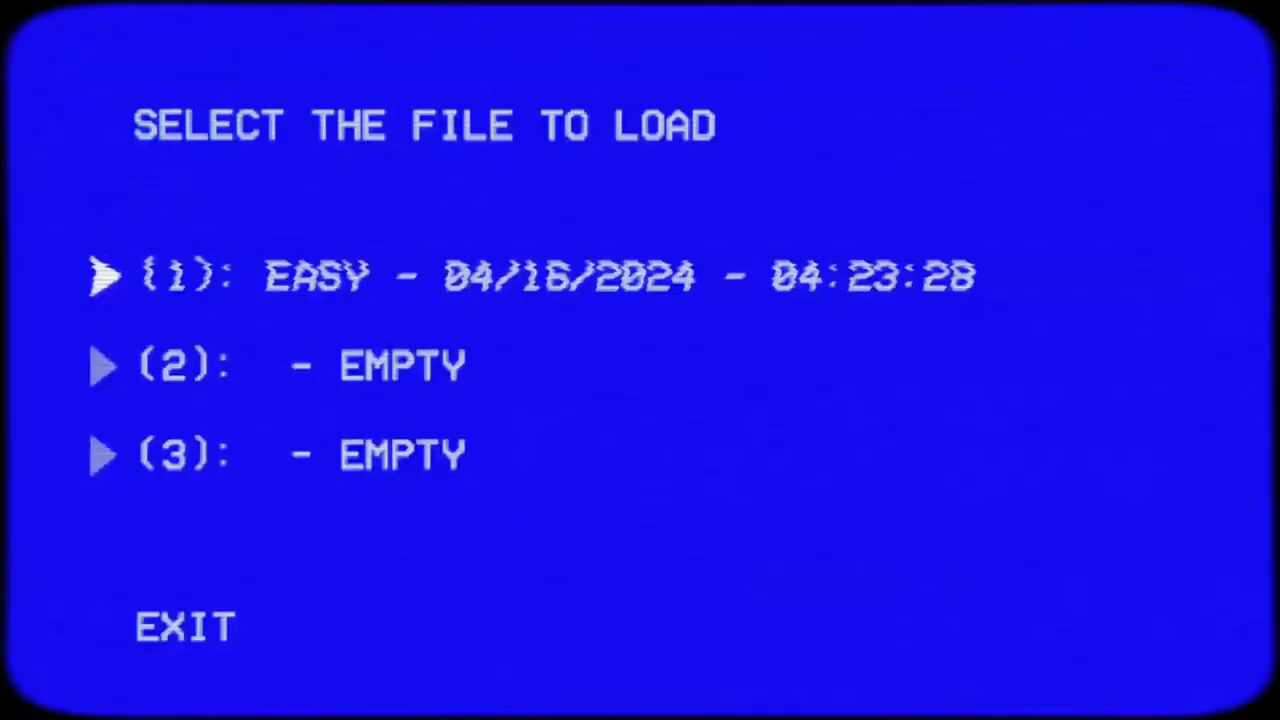 SELECT THE FILE TO LOAD
(1): EASY - 04/16/2024 - 04:23:28
(2): - EMPTY
(3): - EMPTY
EXIT